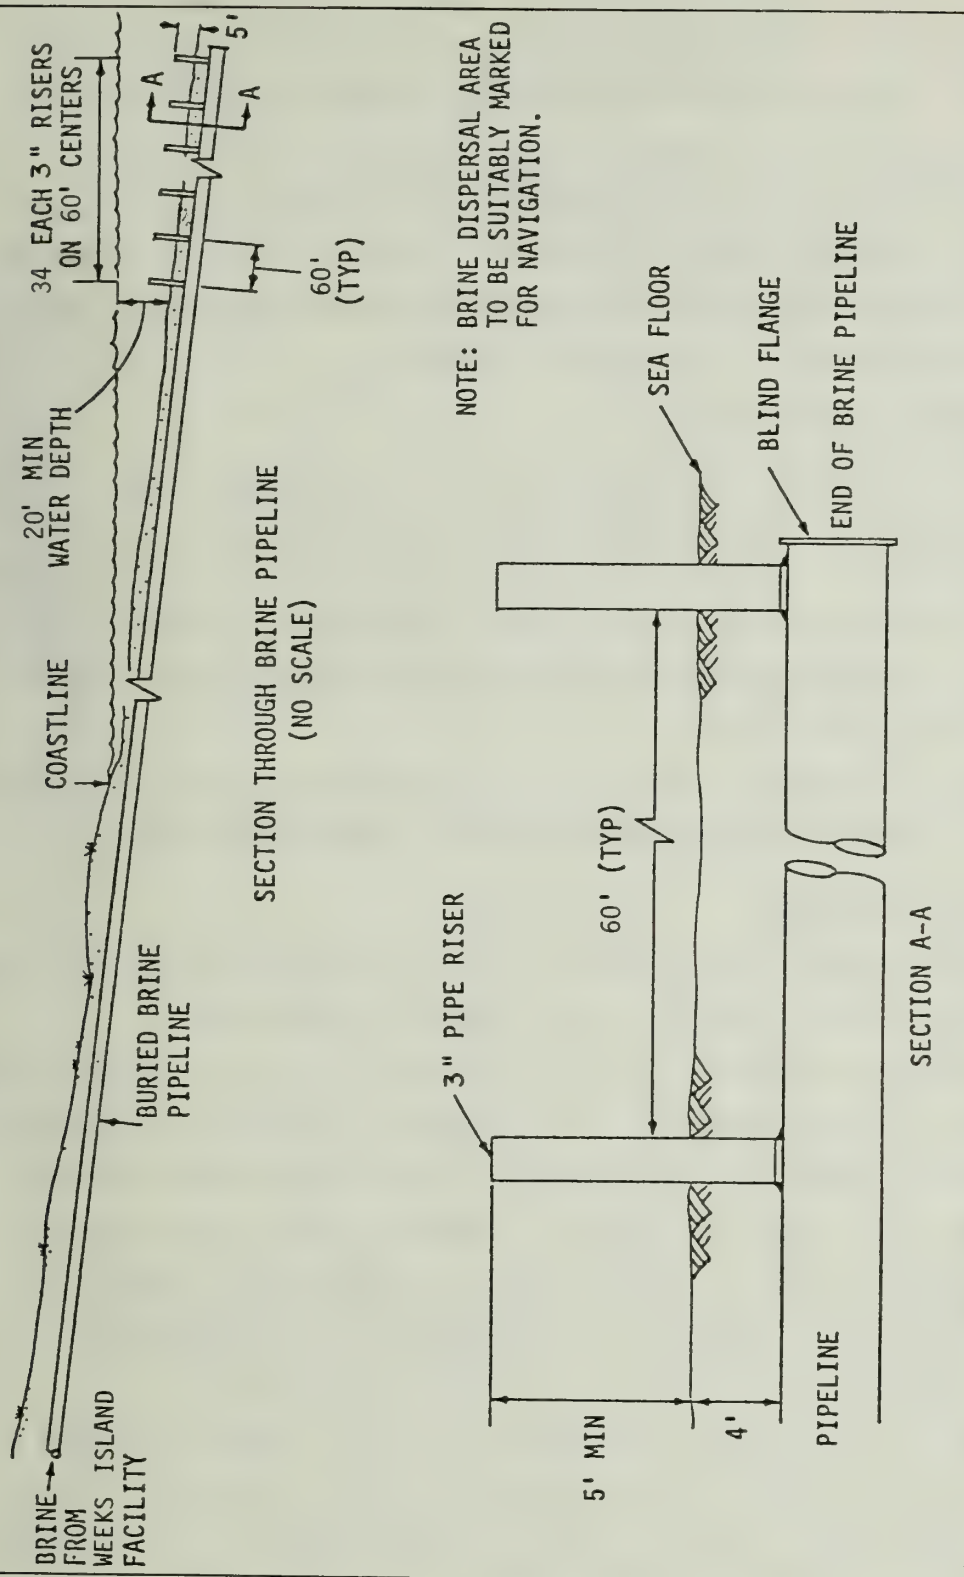 34 EACH 3" RISERS
ON 60' CENTERS
5'
A
A
20' MIN
WATER DEPTH
60'
(TYP)
COASTLINE
BURIED BRINE
PIPELINE
BRINE
FROM
WEEKS ISLAND
FACILITY
SECTION THROUGH BRINE PIPELINE
(NO SCALE)
NOTE: BRINE DISPERSAL AREA
TO BE SUITABLY MARKED
FOR NAVIGATION.
3" PIPE RISER
60' (TYP)
SEA FLOOR
BLIND FLANGE
END OF BRINE PIPELINE
5' MIN
4'
PIPELINE
SECTION A-A